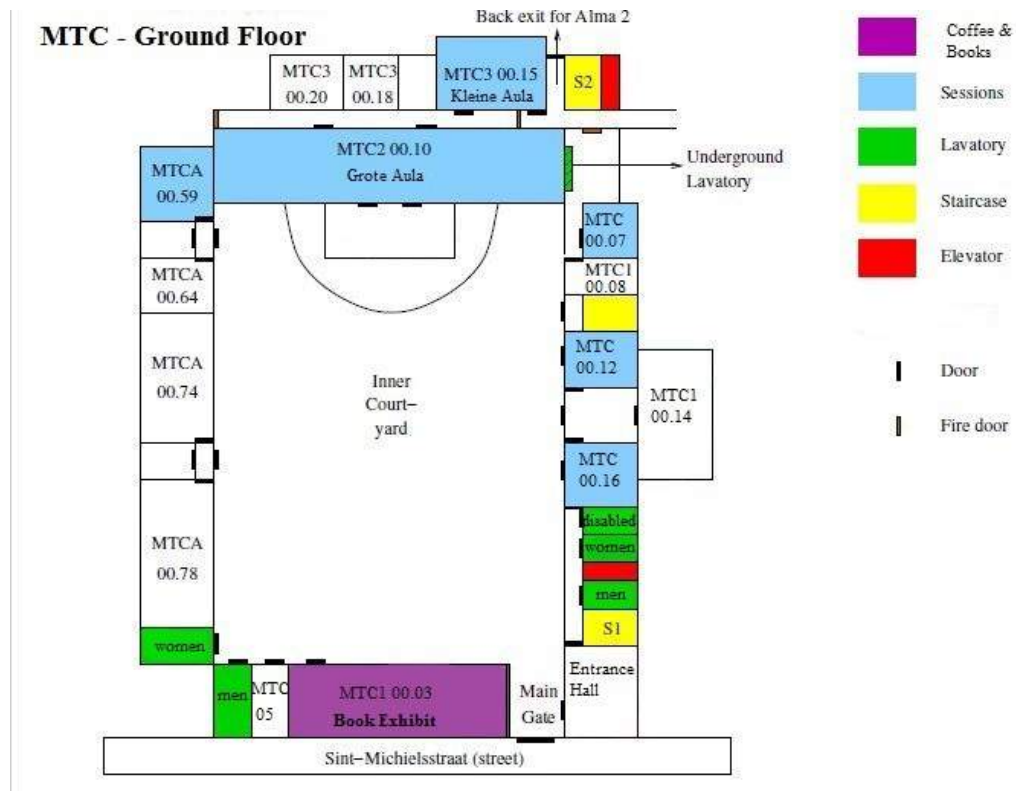 Back exit for Alma 2
MTC - Ground Floor
MTC3
00.20
MTC3
00.18
MTC3 00.15
Kleine Aula
S2
MTC2 00.10
Grote Aula
Underground
Lavatory
MTCA
00.59
MTC
00.07
MTC1
00.08
MTCA
00.64
MTCA
00.74
MTC
00.12
MTC1
00.14
Inner
Court-
yard
MTC
00.16
disabled
women
men
S1
MTCA
00.78
women
men
MTC
05
MTC1 00.03
Book Exhibit
Main
Gate
Entrance
Hall
Sint-Michielsstraat (street)
Coffee &
Books
Sessions
Lavatory
Staircase
Elevator
Door
Fire door